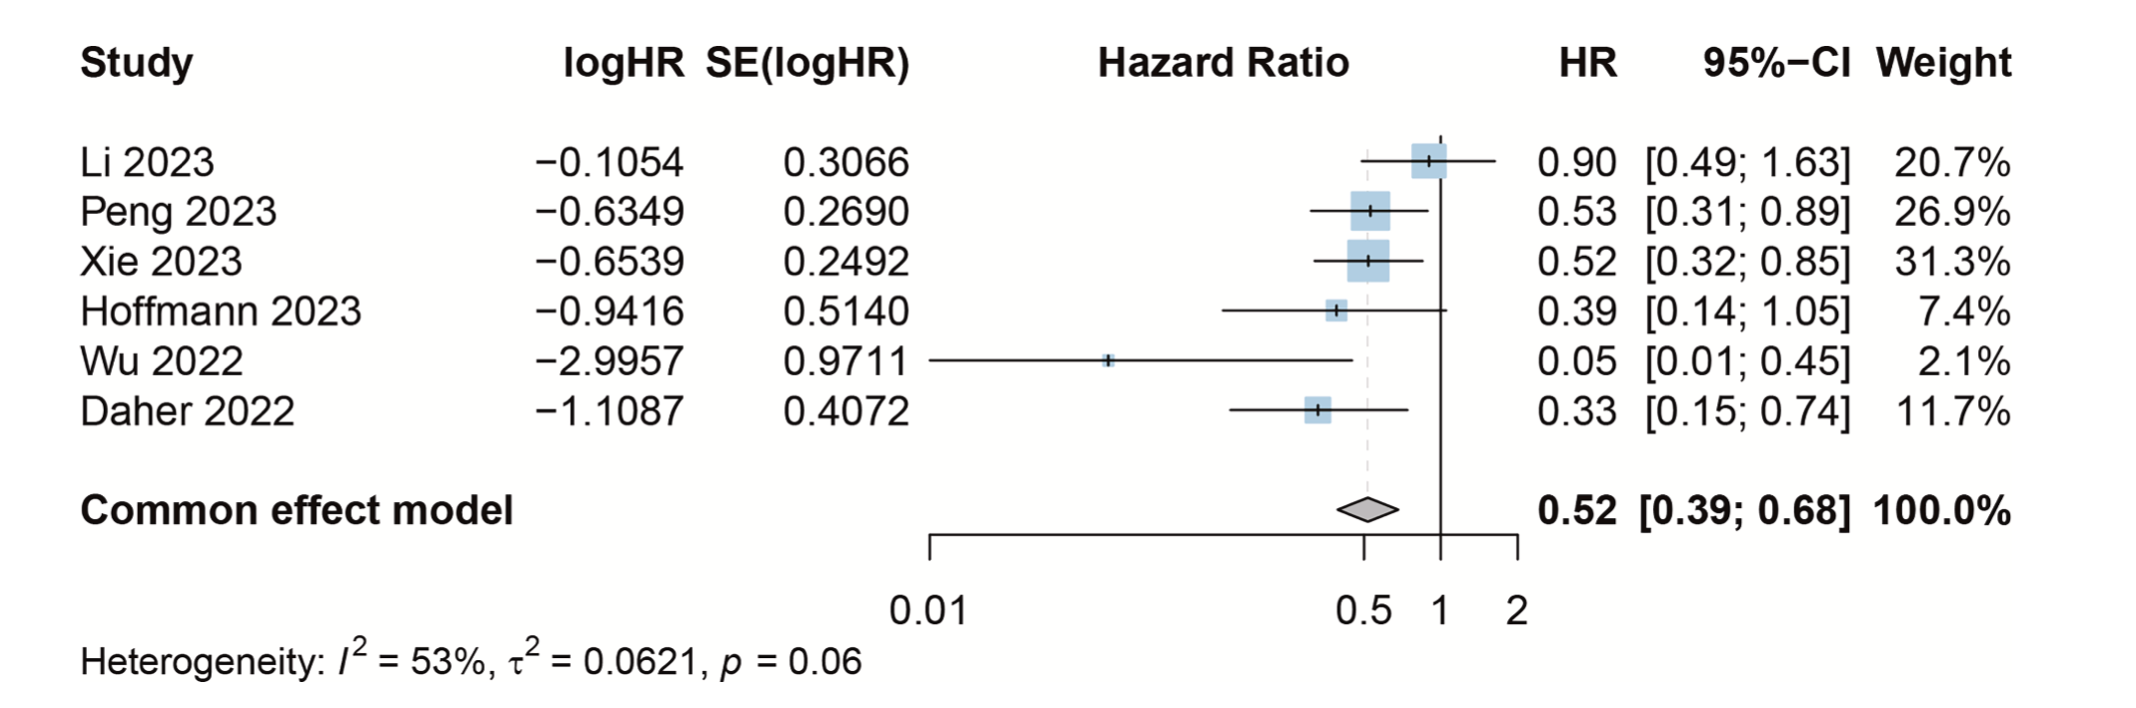 Study logHR SE(logHR) Hazard Ratio HR 95%−CI Weight
Li 2023 −0.1054 0.3066 0.90 [0.49; 1.63] 20.7%
Peng 2023 −0.6349 0.2690 0.53 [0.31; 0.89] 26.9%
Xie 2023 −0.6539 0.2492 0.52 [0.32; 0.85] 31.3%
Hoffmann 2023 −0.9416 0.5140 0.39 [0.14; 1.05] 7.4%
Wu 2022 −2.9957 0.9711 0.05 [0.01; 0.45] 2.1%
Daher 2022 −1.1087 0.4072 0.33 [0.15; 0.74] 11.7%
Common effect model 0.52 [0.39; 0.68] 100.0%
0.01 0.5 1 2
Heterogeneity: I² = 53%, τ² = 0.0621, p = 0.06